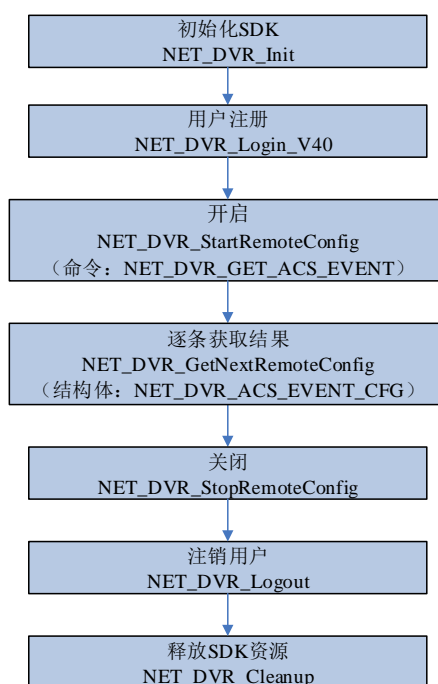 初始化SDK
NET_DVR_Init
用户注册
NET_DVR_Login_V40
开启
NET_DVR_StartRemoteConfig
（命令：NET_DVR_GET_ACS_EVENT）
逐条获取结果
NET_DVR_GetNextRemoteConfig
（结构体：NET_DVR_ACS_EVENT_CFG）
关闭
NET_DVR_StopRemoteConfig
注销用户
NET_DVR_Logout
释放SDK资源
NET_DVR_Cleanup